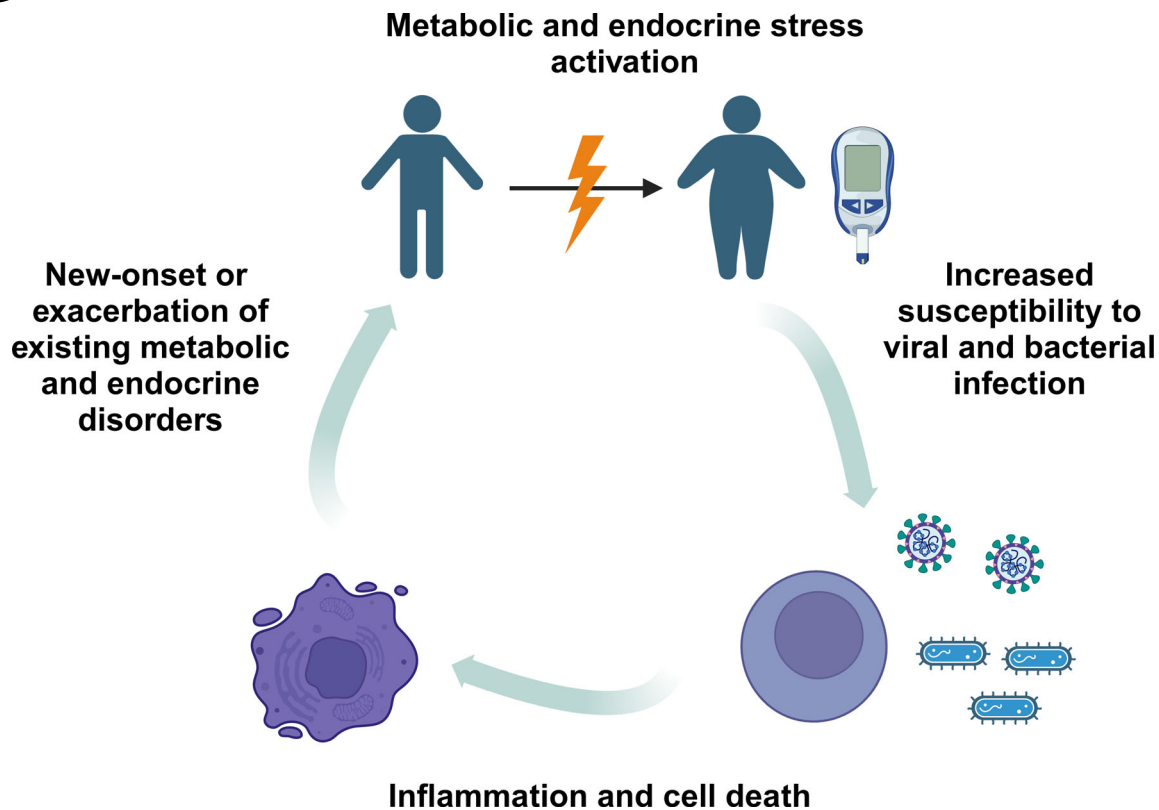 Metabolic and endocrine stress
activation
New-onset or
exacerbation of
existing metabolic
and endocrine
disorders
Increased
susceptibility to
viral and bacterial
infection
Inflammation and cell death